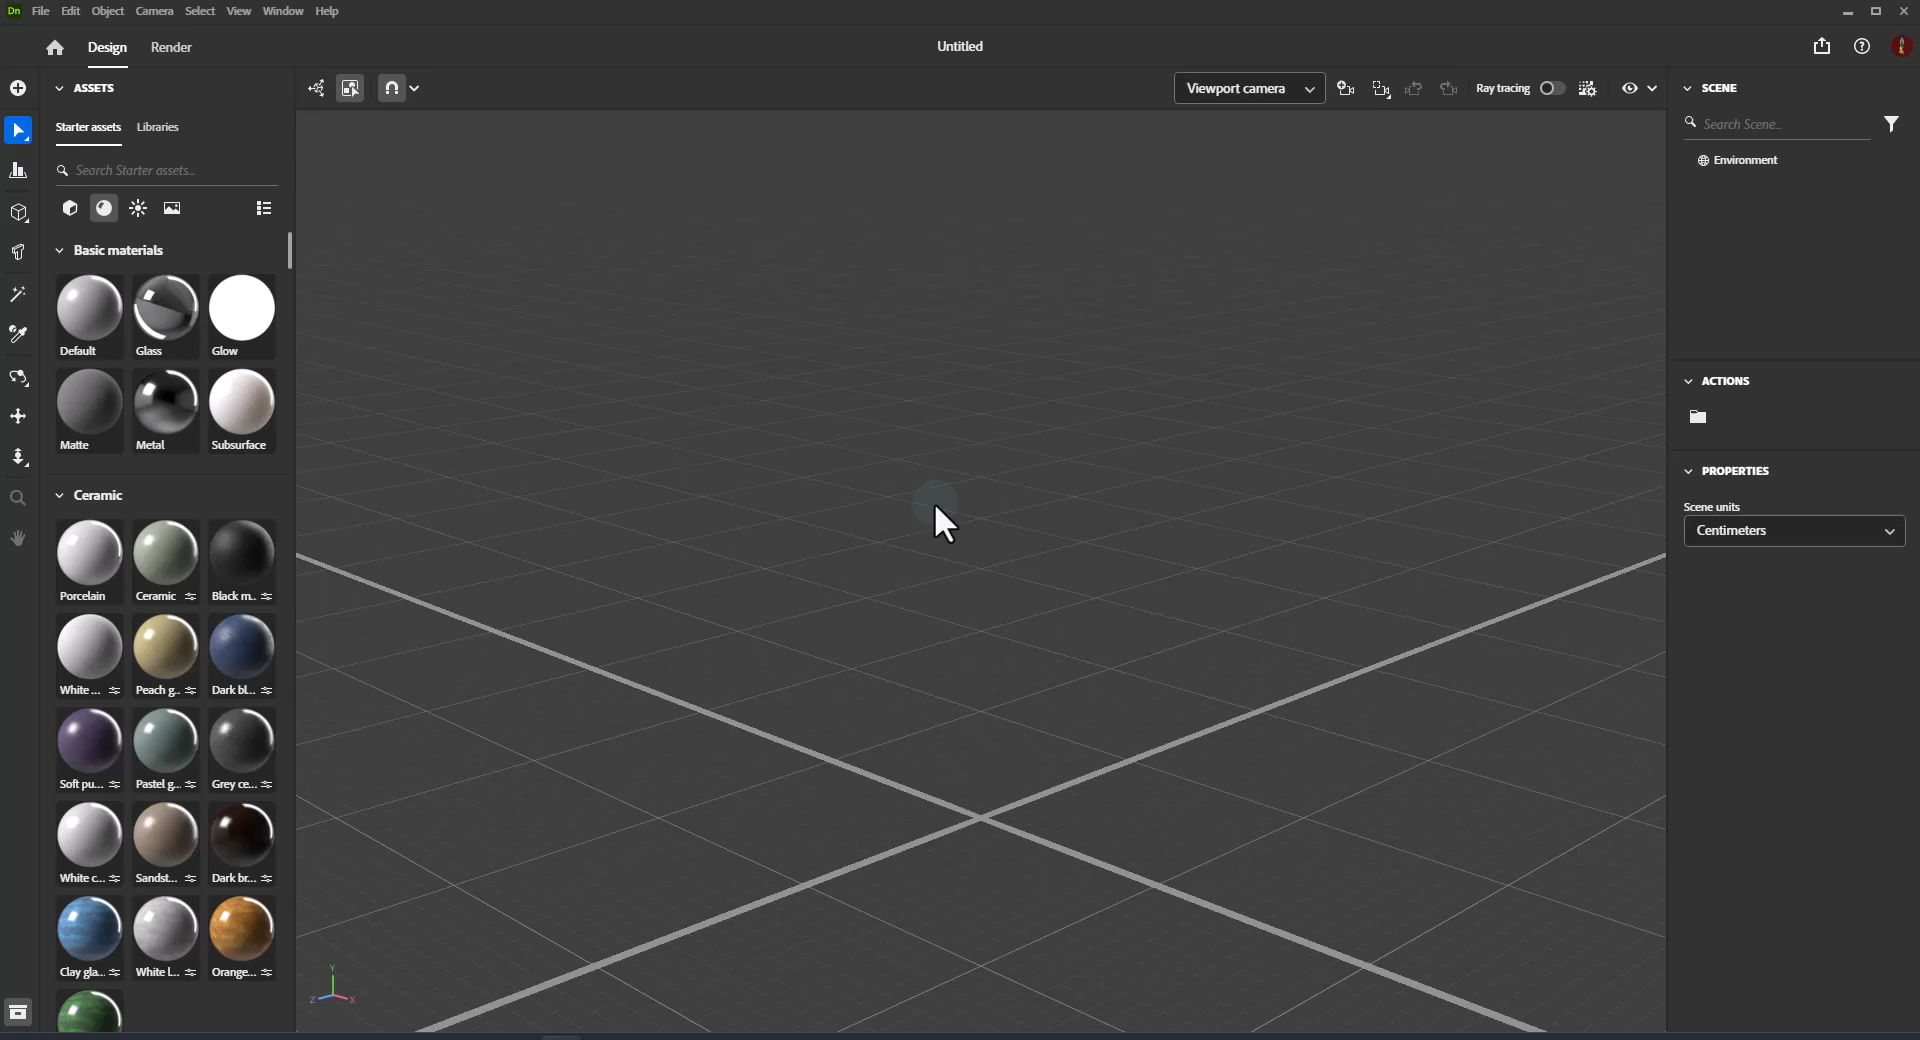 Dn File Edit Object Camera Select View Window Help
Design Render Untitled
ASSETS
Starter assets Libraries
Search Starter assets...
Basic materials
Default Glass Glow
Matte Metal Subsurface
Ceramic
Porcelain Ceramic Black m...
White ... Peach g... Dark bl...
Soft pu... Pastel g... Grey ce...
White c... Sandst... Dark br...
Clay gla... White l... Orange...
Viewport camera Ray tracing
Y
Z X
SCENE
Search Scene...
Environment
ACTIONS
PROPERTIES
Scene units
Centimeters